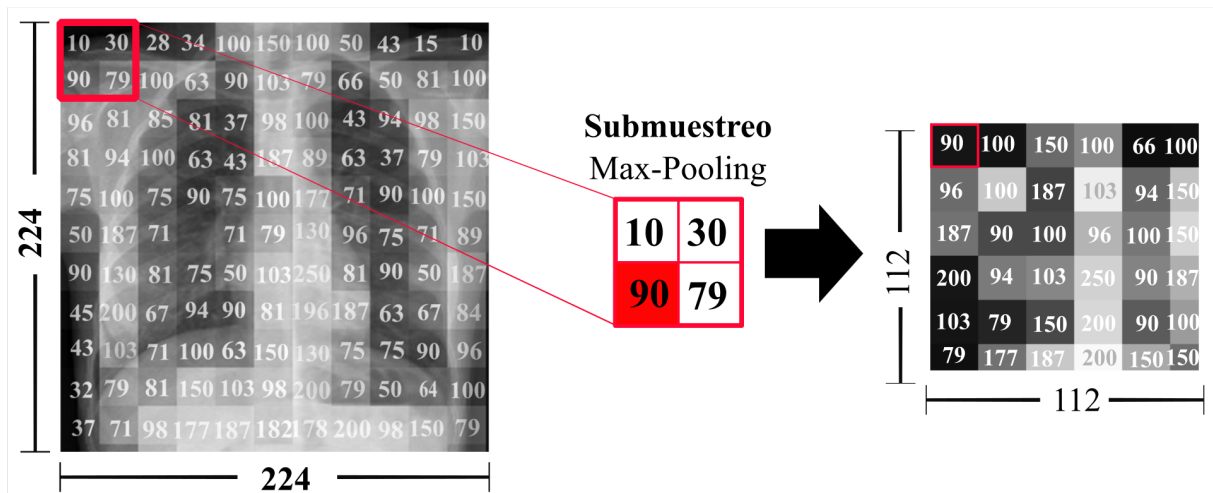 10 30 28 34 100 150 100 50 43 15 10
90 79 100 63 90 103 79 66 50 81 100
96 81 85 81 37 98 100 43 94 98 150
81 94 100 63 43 187 89 63 37 79 103
75 100 75 90 75 100 177 71 90 100 150
50 187 71 71 79 130 96 75 71 89
90 130 81 75 50 103 250 81 90 50 187
45 200 67 94 90 81 196 187 63 67 84
43 103 71 100 63 150 130 75 75 90 96
32 79 81 150 103 98 200 79 50 64 100
37 71 98 177 187 182 178 200 98 150 79
224
224
Submuestreo
Max-Pooling
10 30
90 79
90 100 150 100 66 100
96 100 187 103 94 150
187 90 100 96 100 150
200 94 103 250 90 187
103 79 150 200 90 100
79 177 187 200 150 150
112
112